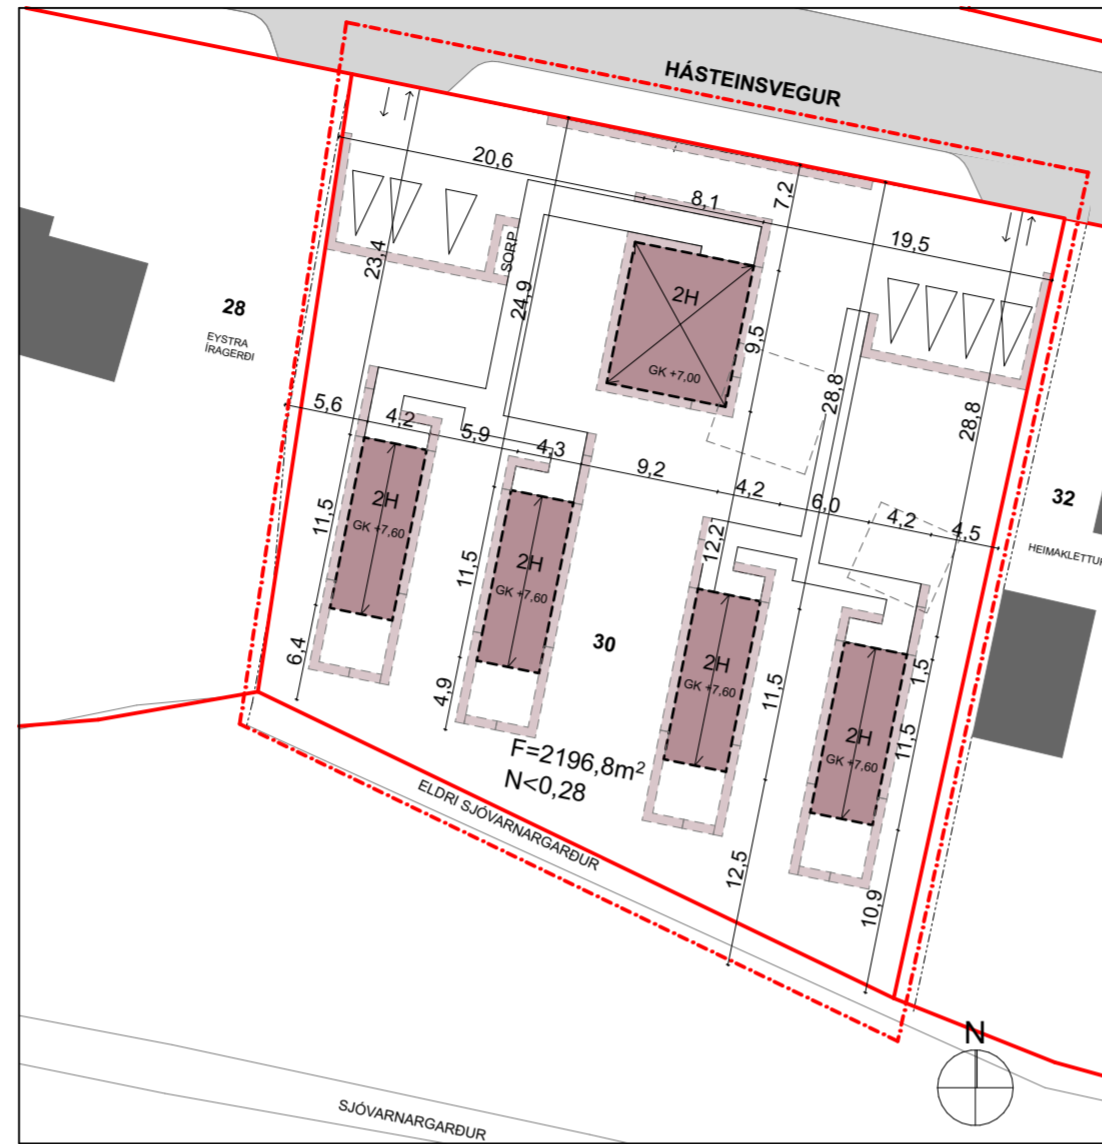 HÁSTEINSVEGUR
20,6
8,1
7,2
19,5
23,4
SORP
24,9
2H
GK +7,00
9,5
28,8
28,8
28
EYSTRA
ÍRAGERÐI
32
HEIMAKLETTUR
5,6
4,2
5,9
4,3
9,2
4,2
6,0
4,2
4,5
11,5
2H
GK +7,60
11,5
2H
GK +7,60
12,2
30
2H
GK +7,60
11,5
1,5
2H
GK +7,60
11,5
6,4
4,9
12,5
10,9
F=2196,8m²
N<0,28
ELDRI SJÓVARNARGARÐUR
SJÓVARNARGARÐUR
N